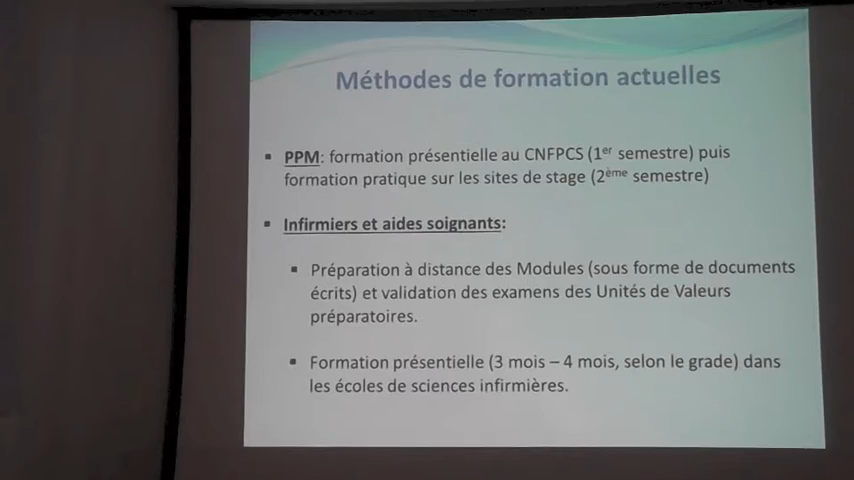 Méthodes de formation actuelles
▪ PPM: formation présentielle au CNFPCS (1er semestre) puis
formation pratique sur les sites de stage (2ème semestre)
▪ Infirmiers et aides soignants:
▪ Préparation à distance des Modules (sous forme de documents
écrits) et validation des examens des Unités de Valeurs
préparatoires.
▪ Formation présentielle (3 mois – 4 mois, selon le grade) dans
les écoles de sciences infirmières.